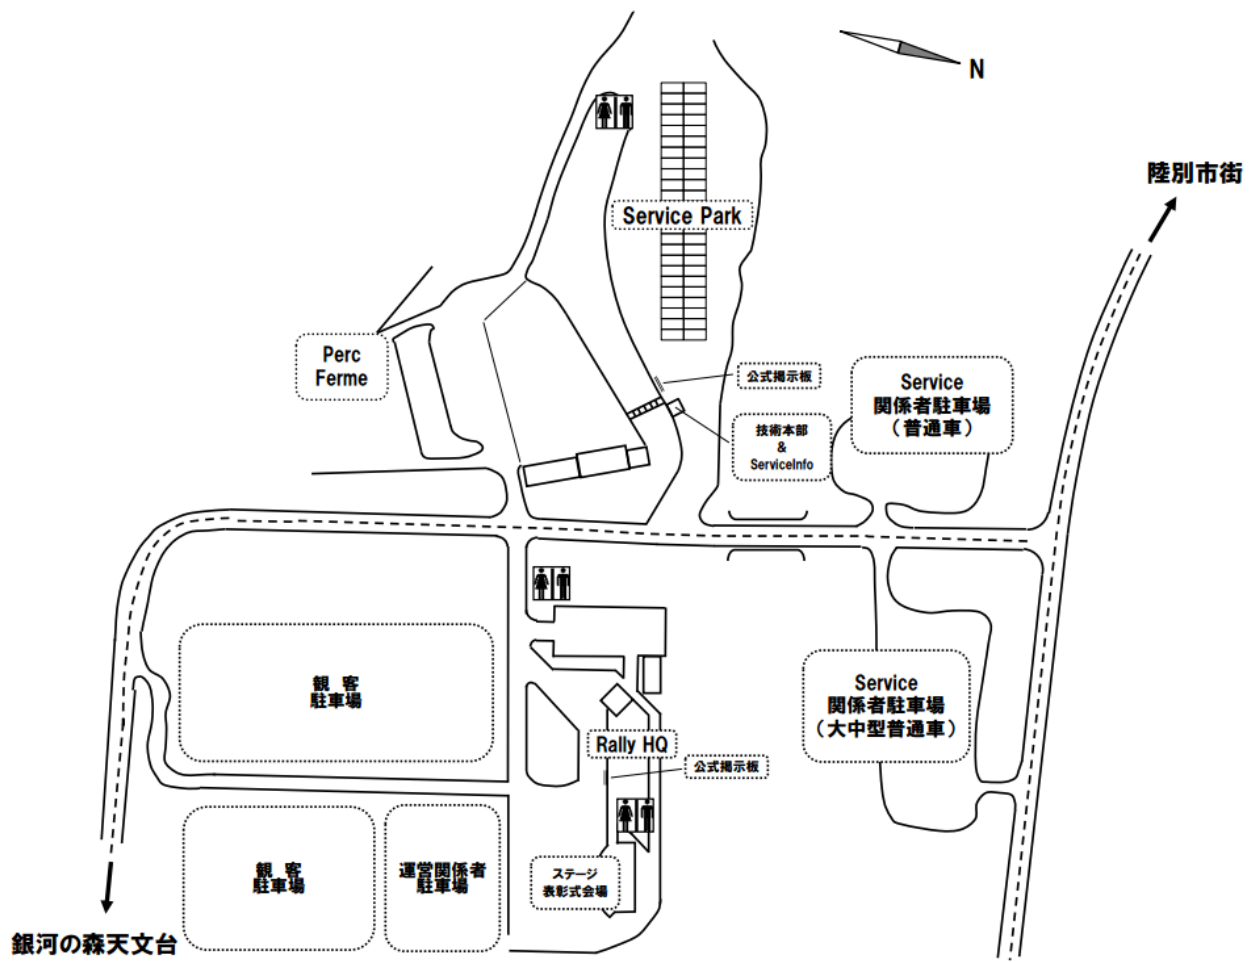 N
陸別市街
Service Park
Perc
Ferme
公式掲示板
Service
関係者駐車場
（普通車）
技術本部
&
ServiceInfo
観 客
駐車場
Service
関係者駐車場
（大中型普通車）
Rally HQ
公式掲示板
観 客
駐車場
運営関係者
駐車場
ステージ
表彰式会場
銀河の森天文台